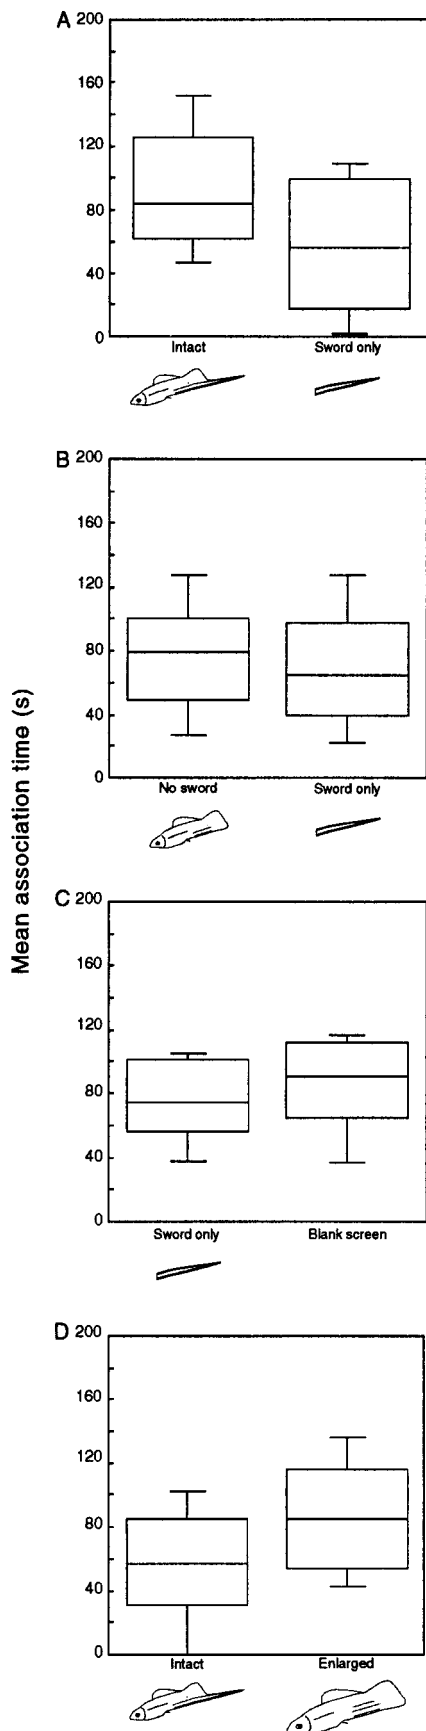 Mean association time (s)
A
200
160
120
80
40
0
Intact Sword only
B
200
160
120
80
40
0
No sword Sword only
C
200
160
120
80
40
0
Sword only Blank screen
D
200
160
120
80
40
0
Intact Enlarged